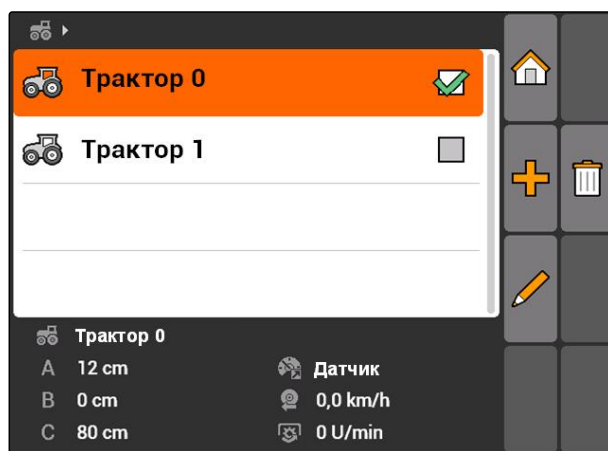 Трактор 0
Трактор 1
Трактор 0
A 12 cm
Датчик
B 0 cm
0,0 km/h
C 80 cm
0 U/min